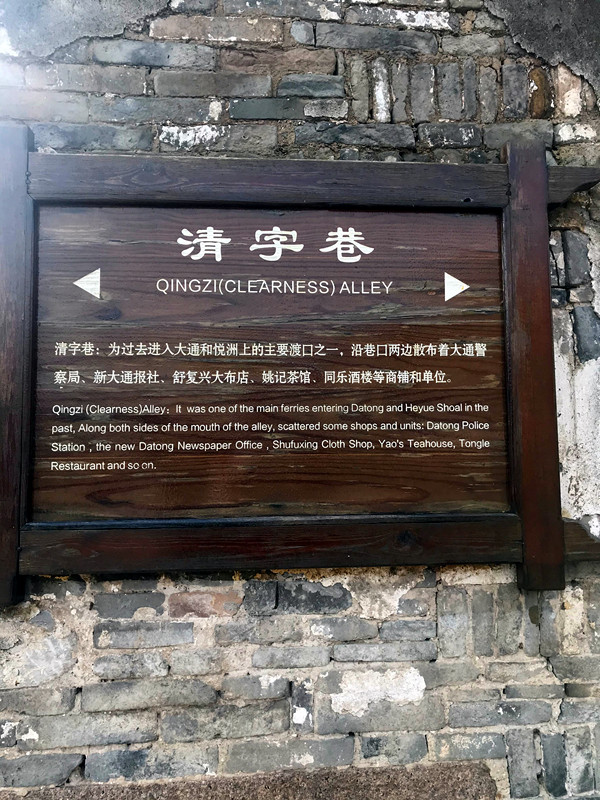 清字巷
QINGZI(CLEARNESS) ALLEY
清字巷：为过去进入大通和悦洲上的主要渡口之一，沿巷口两边散布着大通警
察局、新大通报社、舒复兴大布店、姚记茶馆、同乐酒楼等商铺和单位。
Qingzi (Clearness)Alley：It was one of the main ferries entering Datong and Heyue Shoal in the
past, Along both sides of the mouth of the alley, scattered some shops and units: Datong Police
Station , the new Datong Newspaper Office , Shufuxing Cloth Shop, Yao's Teahouse, Tongle
Restaurant and so on.